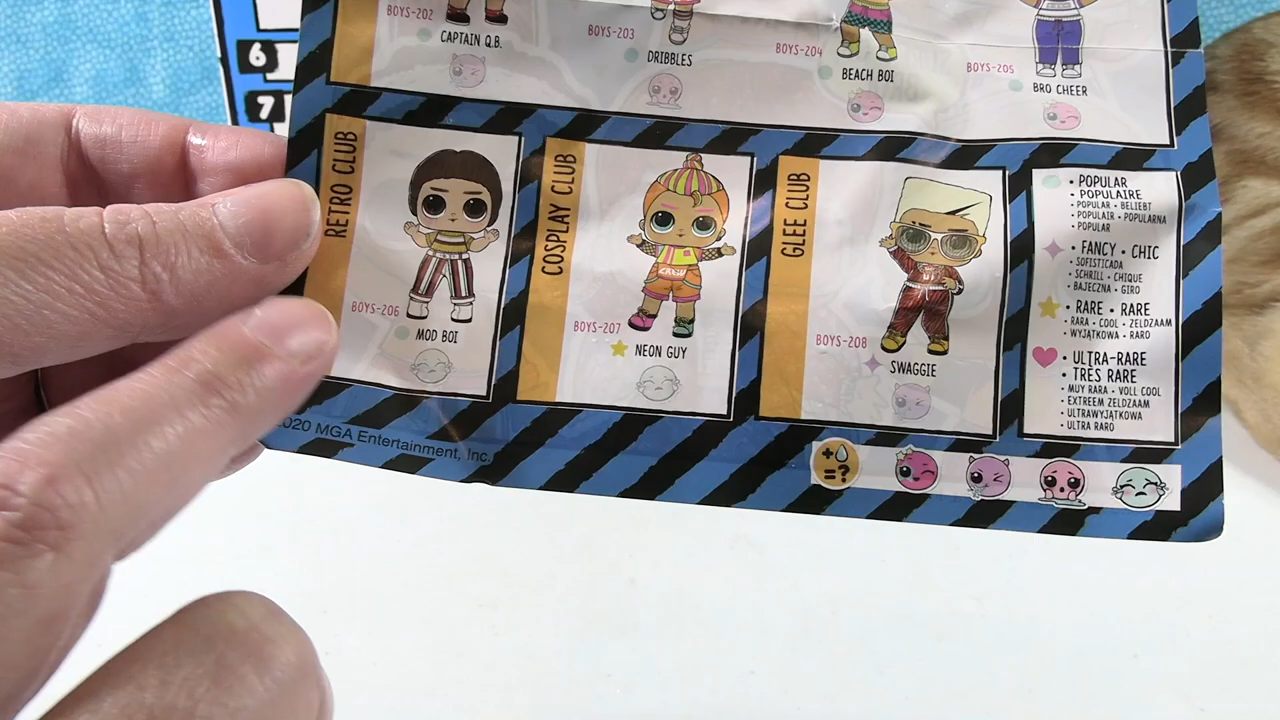 6
7
BOYS-202
CAPTAIN Q.B.
BOYS-203
DRIBBLES
BOYS-204
BEACH BOI
BOYS-205
BRO CHEER
RETRO CLUB
BOYS-206
MOD BOI
COSPLAY CLUB
BOYS-207
NEON GUY
GLEE CLUB
BOYS-208
SWAGGIE
• POPULAR
• POPULAIRE
• POPULAR • BELIEBT
• POPULAIR • POPULARNA
• POPULAR
• FANCY • CHIC
• SOFISTICADA
• SCHRILL • CHIQUE
• BAJECZNA • GIRO
• RARE • RARE
• RARA • COOL • ZELDZAAM
• WYJĄTKOWA • RARO
• ULTRA-RARE
TRÈS RARE
• MUY RARA • VOLL COOL
• EXTREEM ZELDZAAM
• ULTRAWYJĄTKOWA
• ULTRA RARO
2020 MGA Entertainment, Inc.
+
=?